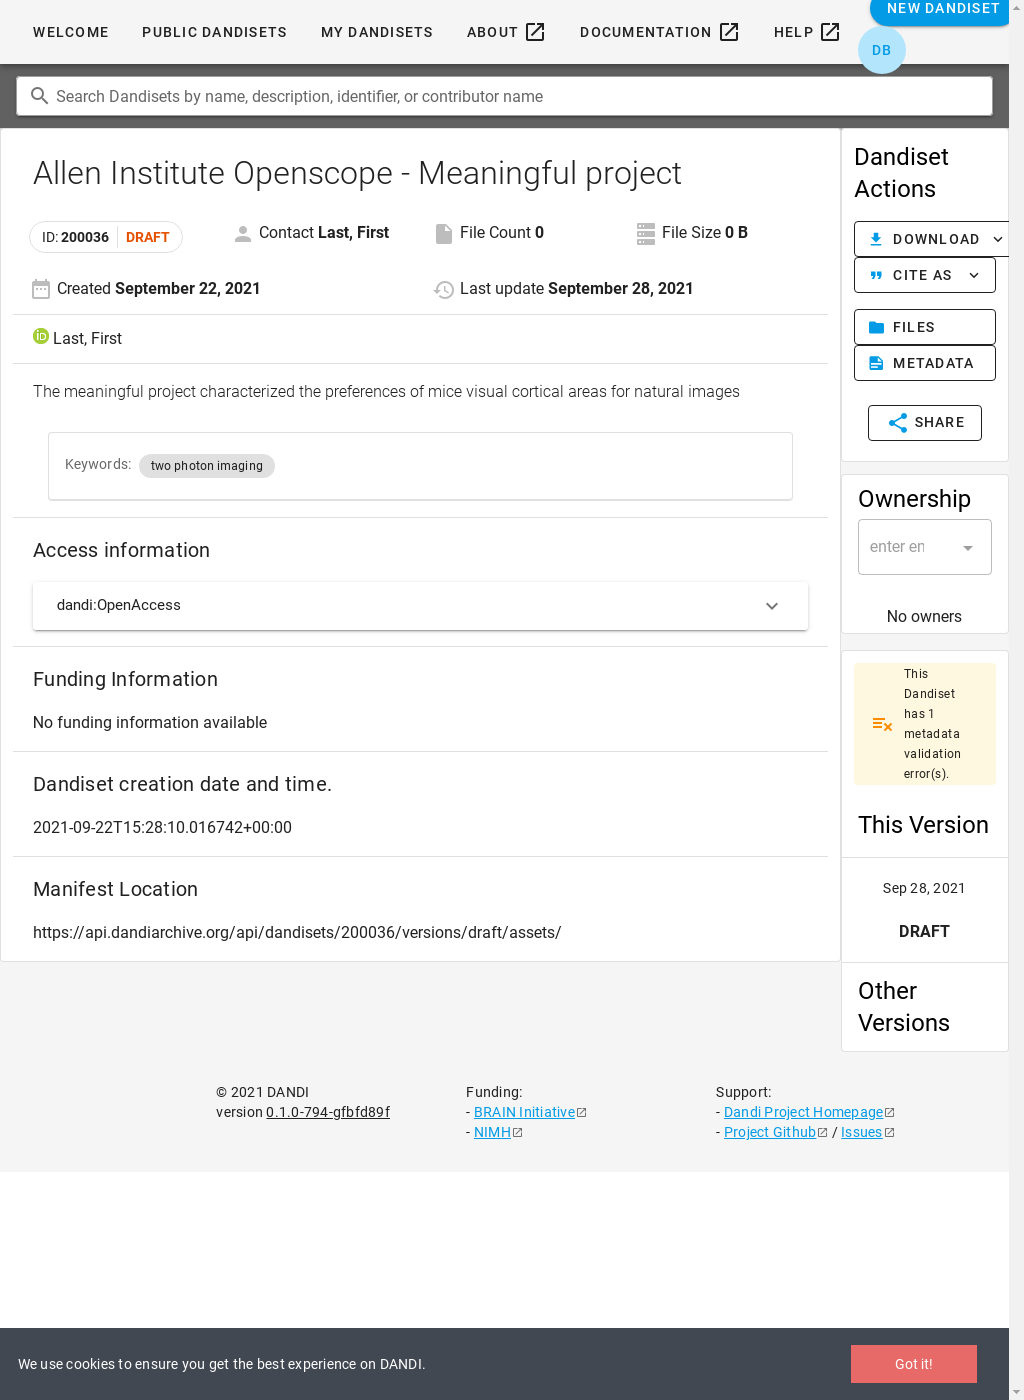 WELCOME
PUBLIC DANDISETS
MY DANDISETS
ABOUT
DOCUMENTATION
HELP
NEW DANDISET
DB
Search Dandisets by name, description, identifier, or contributor name
Allen Institute Openscope - Meaningful project
ID: 200036 DRAFT
Contact Last, First
File Count 0
File Size 0 B
Created September 22, 2021
Last update September 28, 2021
iD Last, First
The meaningful project characterized the preferences of mice visual cortical areas for natural images
Keywords: two photon imaging
Access information
dandi:OpenAccess
Funding Information
No funding information available
Dandiset creation date and time.
2021-09-22T15:28:10.016742+00:00
Manifest Location
https://api.dandiarchive.org/api/dandisets/200036/versions/draft/assets/
Dandiset
Actions
DOWNLOAD
CITE AS
FILES
METADATA
SHARE
Ownership
enter en
No owners
This
Dandiset
has 1
metadata
validation
error(s).
This Version
Sep 28, 2021
DRAFT
Other
Versions
© 2021 DANDI
version 0.1.0-794-gfbfd89f
Funding:
- BRAIN Initiative
- NIMH
Support:
- Dandi Project Homepage
- Project Github / Issues
We use cookies to ensure you get the best experience on DANDI.
Got it!